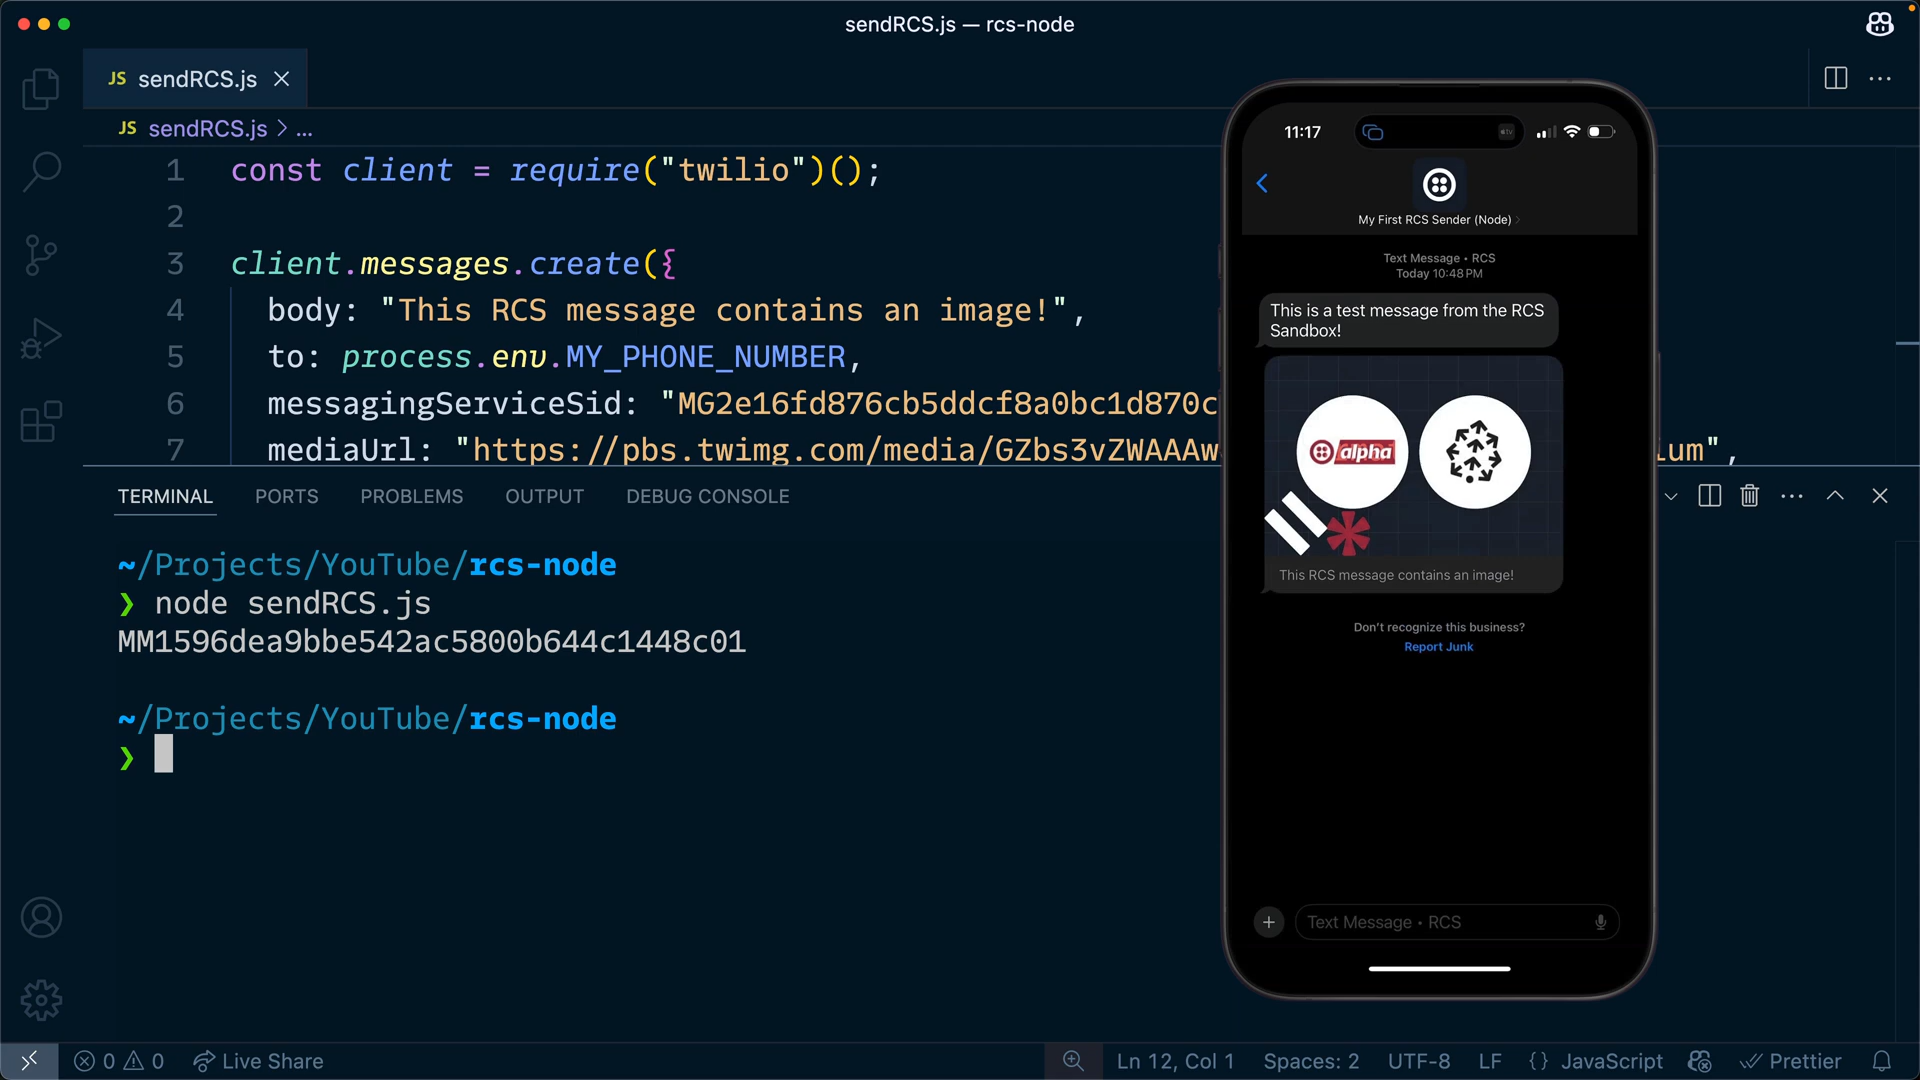 sendRCS.js — rcs-node
JS sendRCS.js
JS sendRCS.js > ...
1 const client = require("twilio")();
2
3 client.messages.create({
4 body: "This RCS message contains an image!",
5 to: process.env.MY_PHONE_NUMBER,
6 messagingServiceSid: "MG2e16fd876cb5ddcf8a0bc1d870c
7 mediaUrl: "https://pbs.twimg.com/media/GZbs3vZWAAAw ium",
TERMINAL PORTS PROBLEMS OUTPUT DEBUG CONSOLE
~/Projects/YouTube/rcs-node
❯ node sendRCS.js
MM1596dea9bbe542ac5800b644c1448c01
~/Projects/YouTube/rcs-node
❯
11:17
tv
My First RCS Sender (Node) >
Text Message • RCS
Today 10:48 PM
This is a test message from the RCS
Sandbox!
alpha
This RCS message contains an image!
Don't recognize this business?
Report Junk
Text Message • RCS
0 0 Live Share
Ln 12, Col 1 Spaces: 2 UTF-8 LF {} JavaScript Prettier